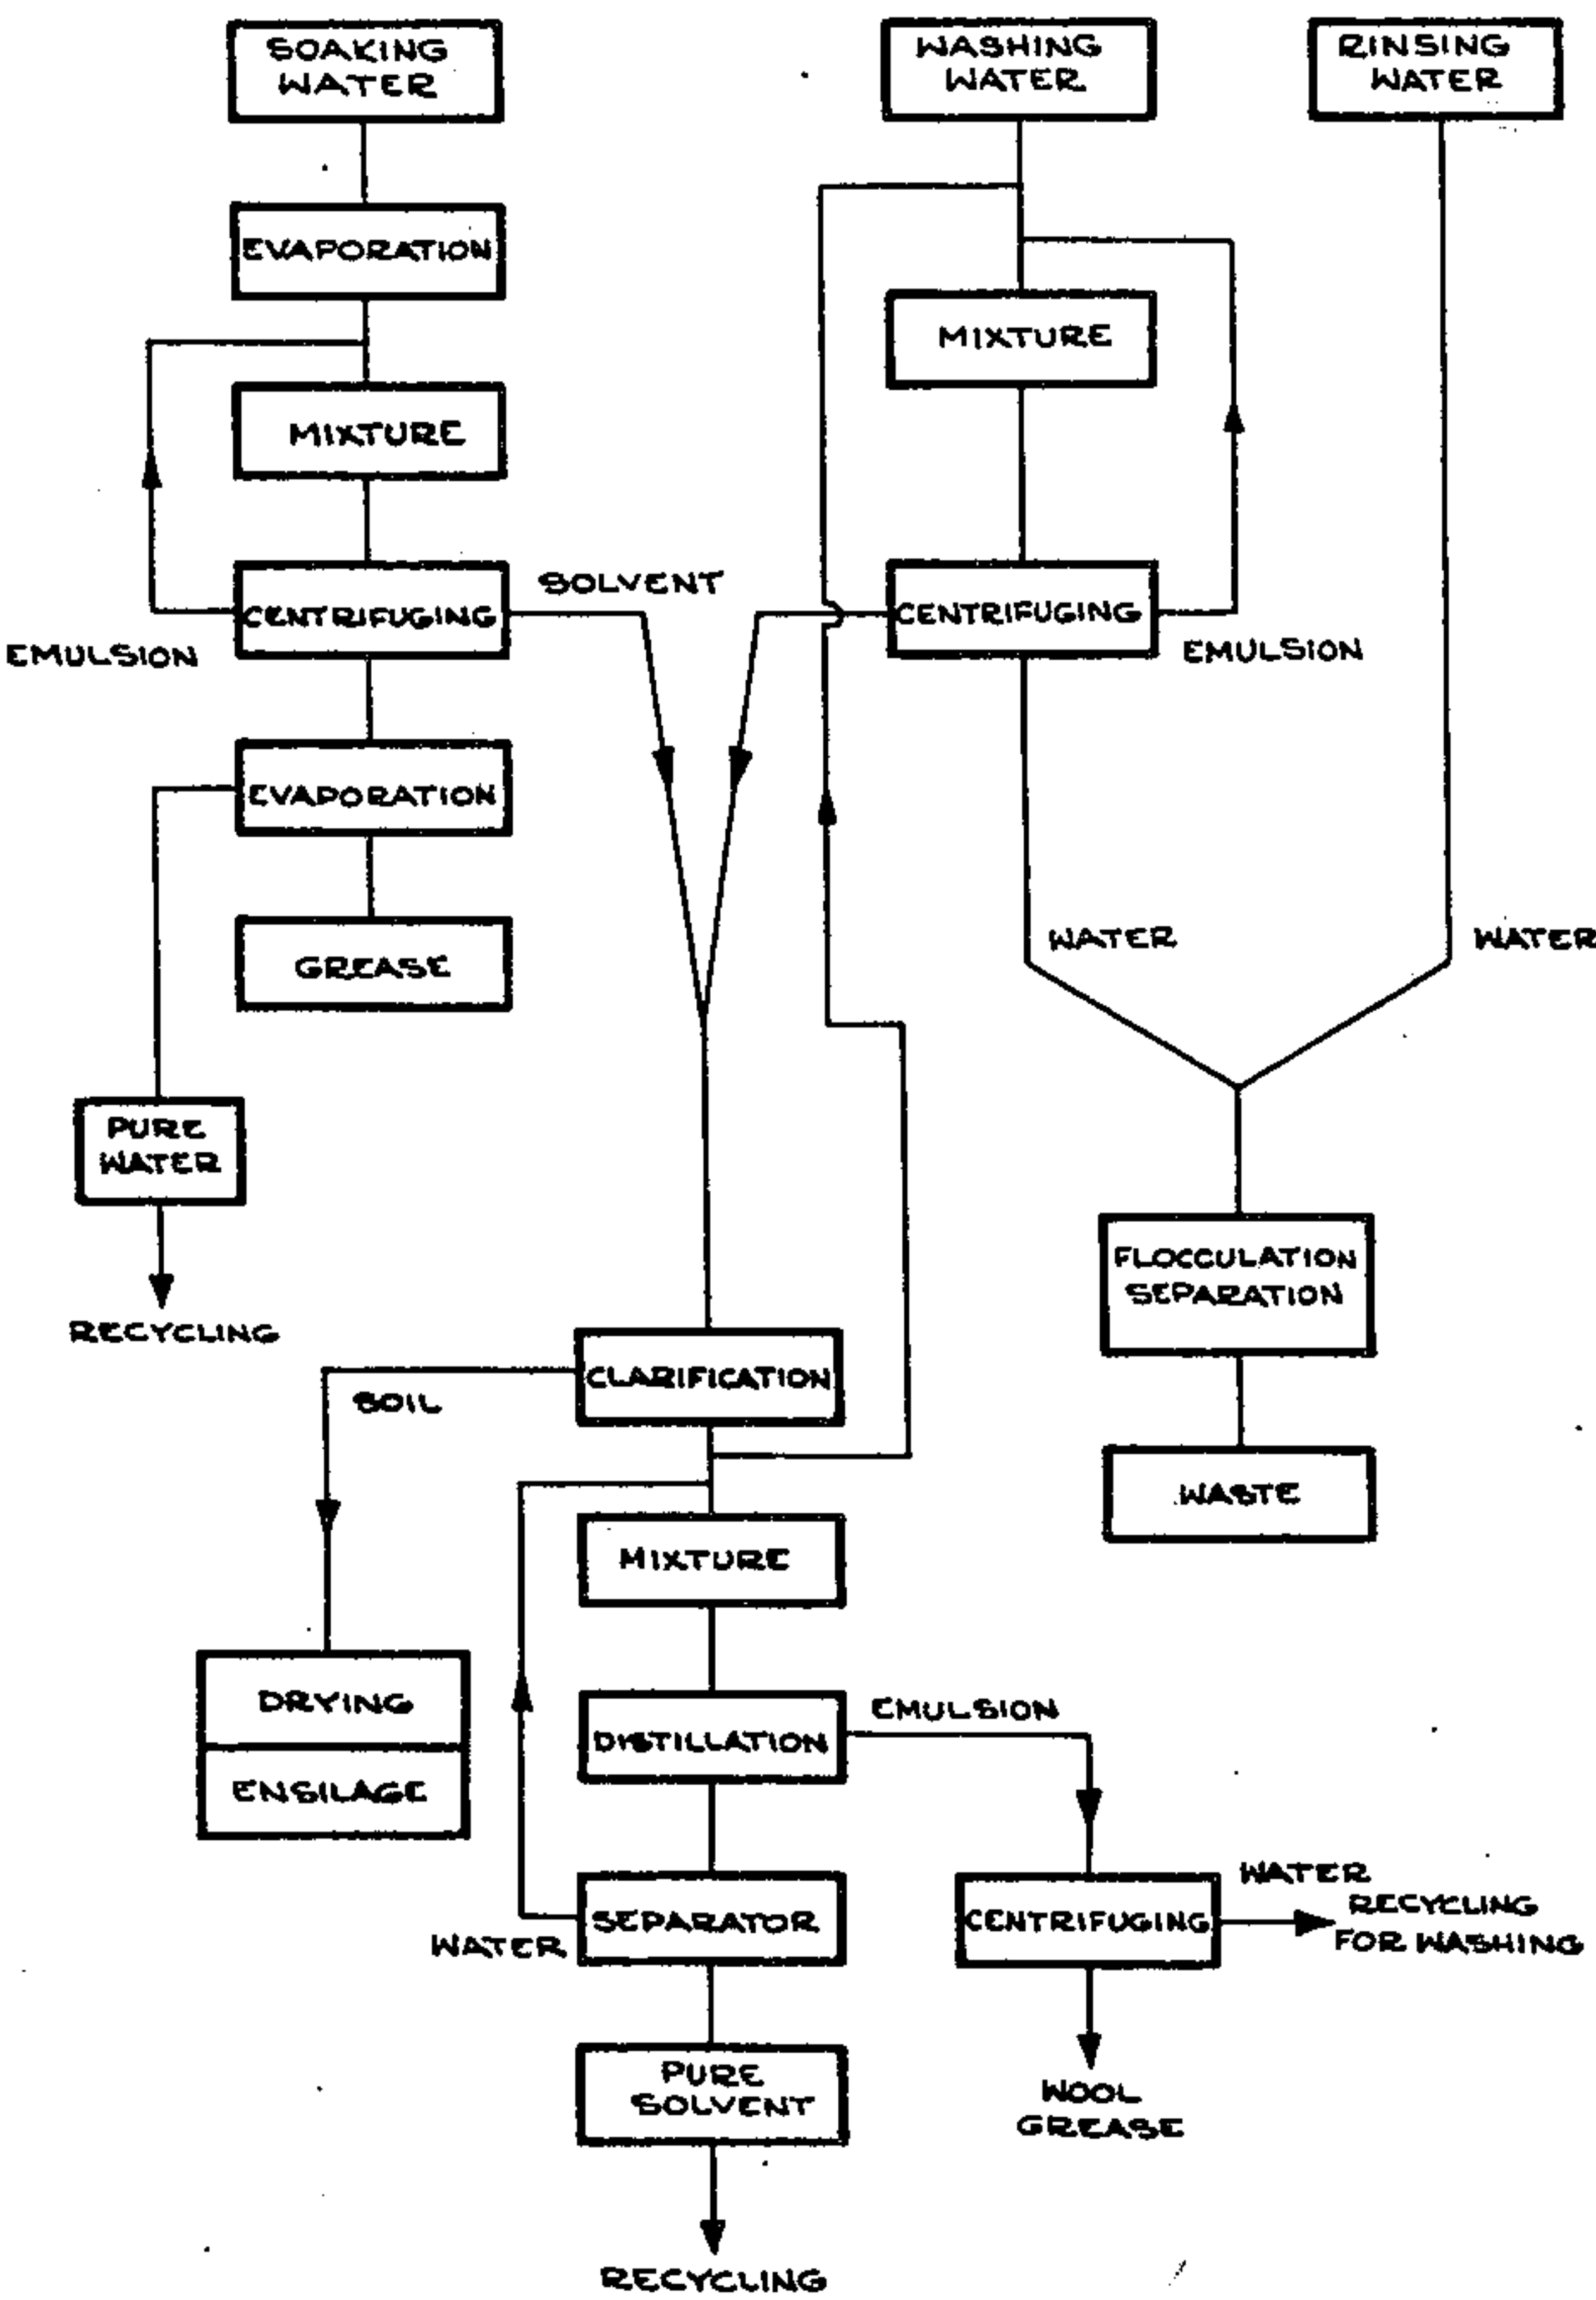 SOAKING
WATER
WASHING
WATER
RINSING
WATER
EVAPORATION
MIXTURE
MIXTURE
CENTRIFUGING
SOLVENT
CENTRIFUGING
EMULSION
EMULSION
EVAPORATION
GREASE
WATER
WATER
PURE
WATER
RECYCLING
FLOCCULATION
SEPARATION
CLARIFICATION
SOIL
WASTE
MIXTURE
DRYING
ENSILAGE
DISTILLATION
EMULSION
SEPARATOR
WATER
CENTRIFUGING
WATER
RECYCLING
FOR WASHING
PURE
SOLVENT
WOOL
GREASE
RECYCLING